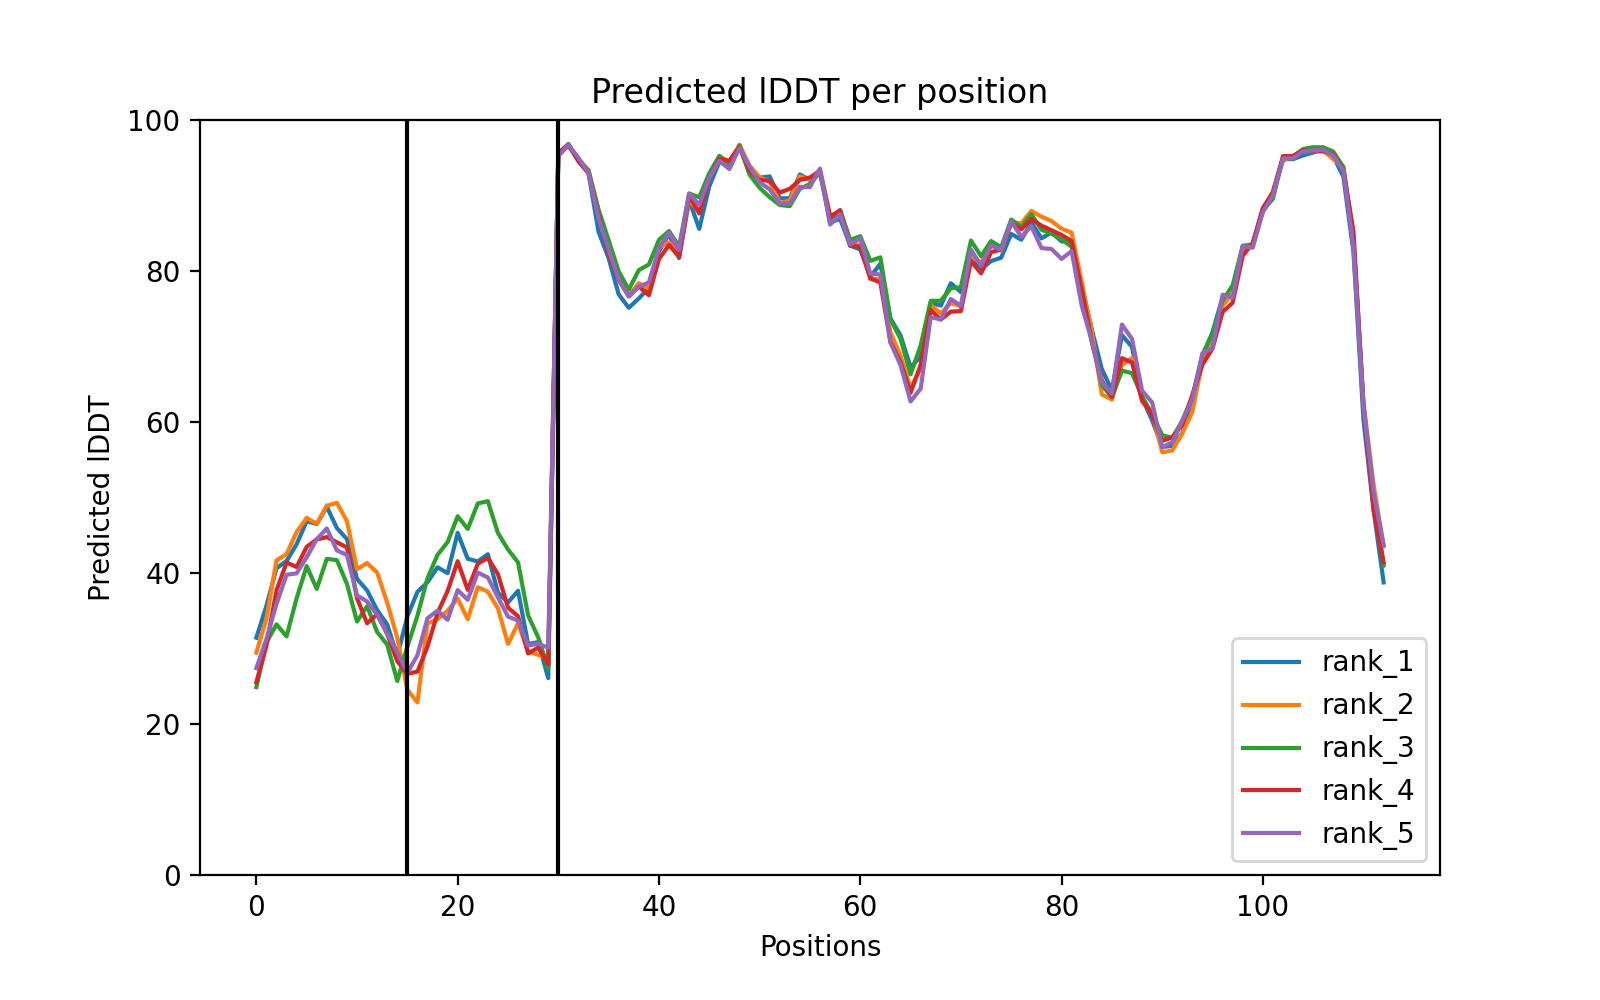 Predicted lDDT per position
100
80
60
40
20
0
Predicted lDDT
0 20 40 60 80 100
Positions
rank_1
rank_2
rank_3
rank_4
rank_5